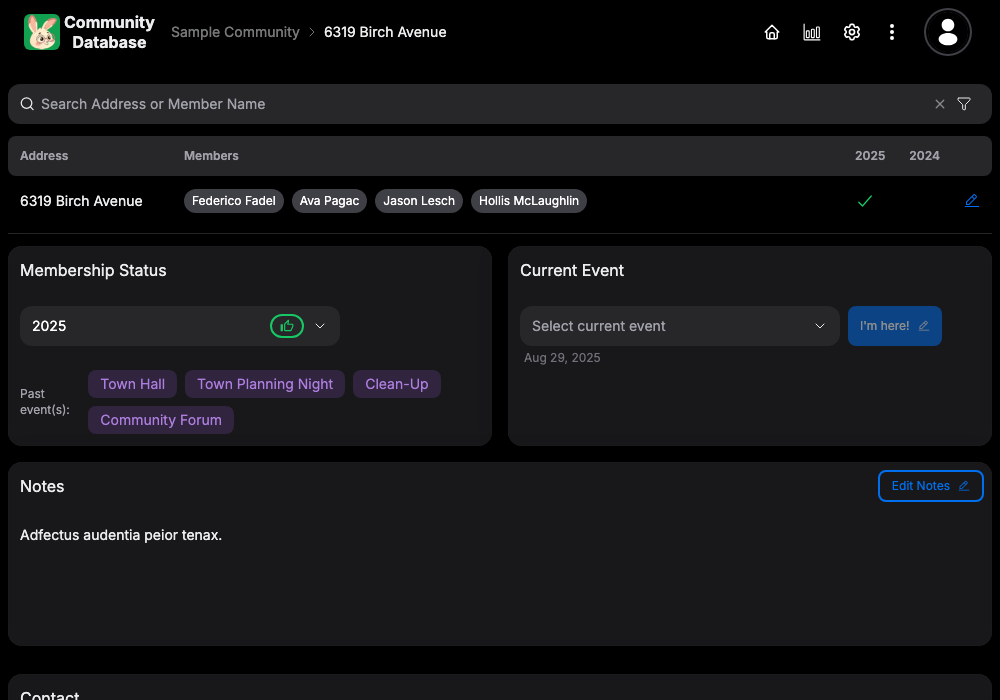 Community
Database
Sample Community > 6319 Birch Avenue
Search Address or Member Name
Address Members 2025 2024
6319 Birch Avenue Federico Fadel Ava Pagac Jason Lesch Hollis McLaughlin
Membership Status
2025
Past
event(s):
Town Hall Town Planning Night Clean-Up
Community Forum
Current Event
Select current event
I'm here!
Aug 29, 2025
Notes
Edit Notes
Adfectus audentia peior tenax.
Contact